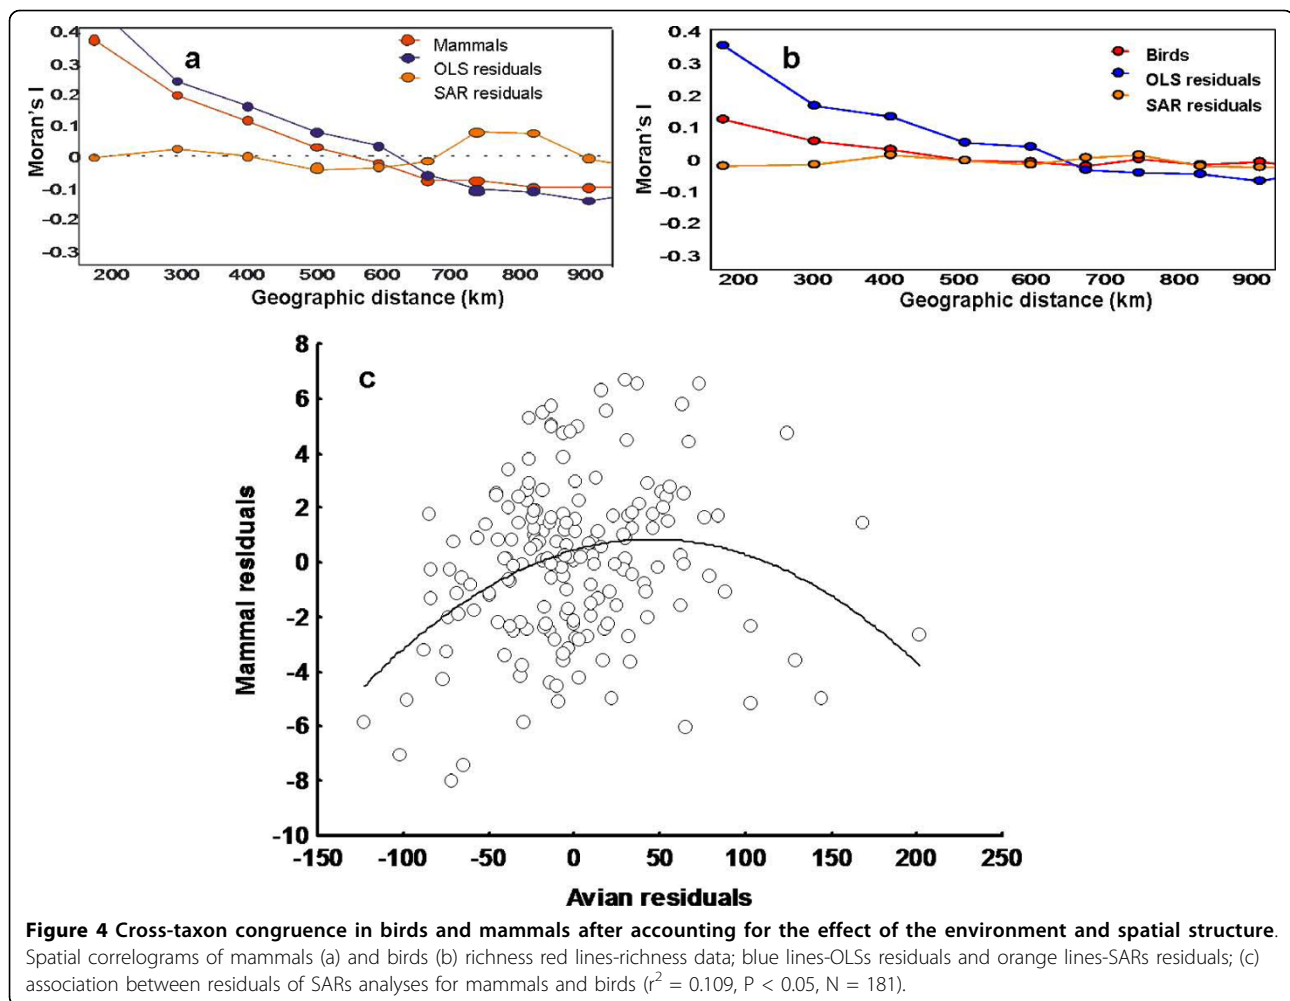 0.4
0.3
0.2
0.1
0
-0.1
-0.2
-0.3
Moran's I
a
Mammals
OLS residuals
SAR residuals
200 300 400 500 600 700 800 900
Geographic distance (km)
0.4
0.3
0.2
0.1
0
-0.1
-0.2
-0.3
Moran's I
b
Birds
OLS residuals
SAR residuals
200 300 400 500 600 700 800 900
Geographic distance (km)
8
6
4
2
0
-2
-4
-6
-8
-10
Mammal residuals
c
-150 -100 -50 0 50 100 150 200 250
Avian residuals
Figure 4 Cross-taxon congruence in birds and mammals after accounting for the effect of the environment and spatial structure.
Spatial correlograms of mammals (a) and birds (b) richness red lines-richness data; blue lines-OLSs residuals and orange lines-SARs residuals; (c)
association between residuals of SARs analyses for mammals and birds (r² = 0.109, P < 0.05, N = 181).